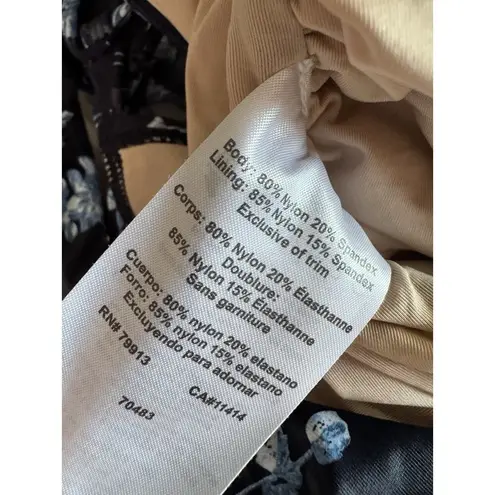 Body: 80% Nylon 20% Spandex
Lining: 85% Nylon 15% Spandex
Exclusive of trim
Corps: 80% Nylon 20% Élasthanne
Doublure:
85% Nylon 15% Élasthanne
Sans garniture
Cuerpo: 80% nylon 20% elastano
Forro: 85% nylon 15% elastano
Excluyendo para adornar
RN# 79913 CA#11414
70483